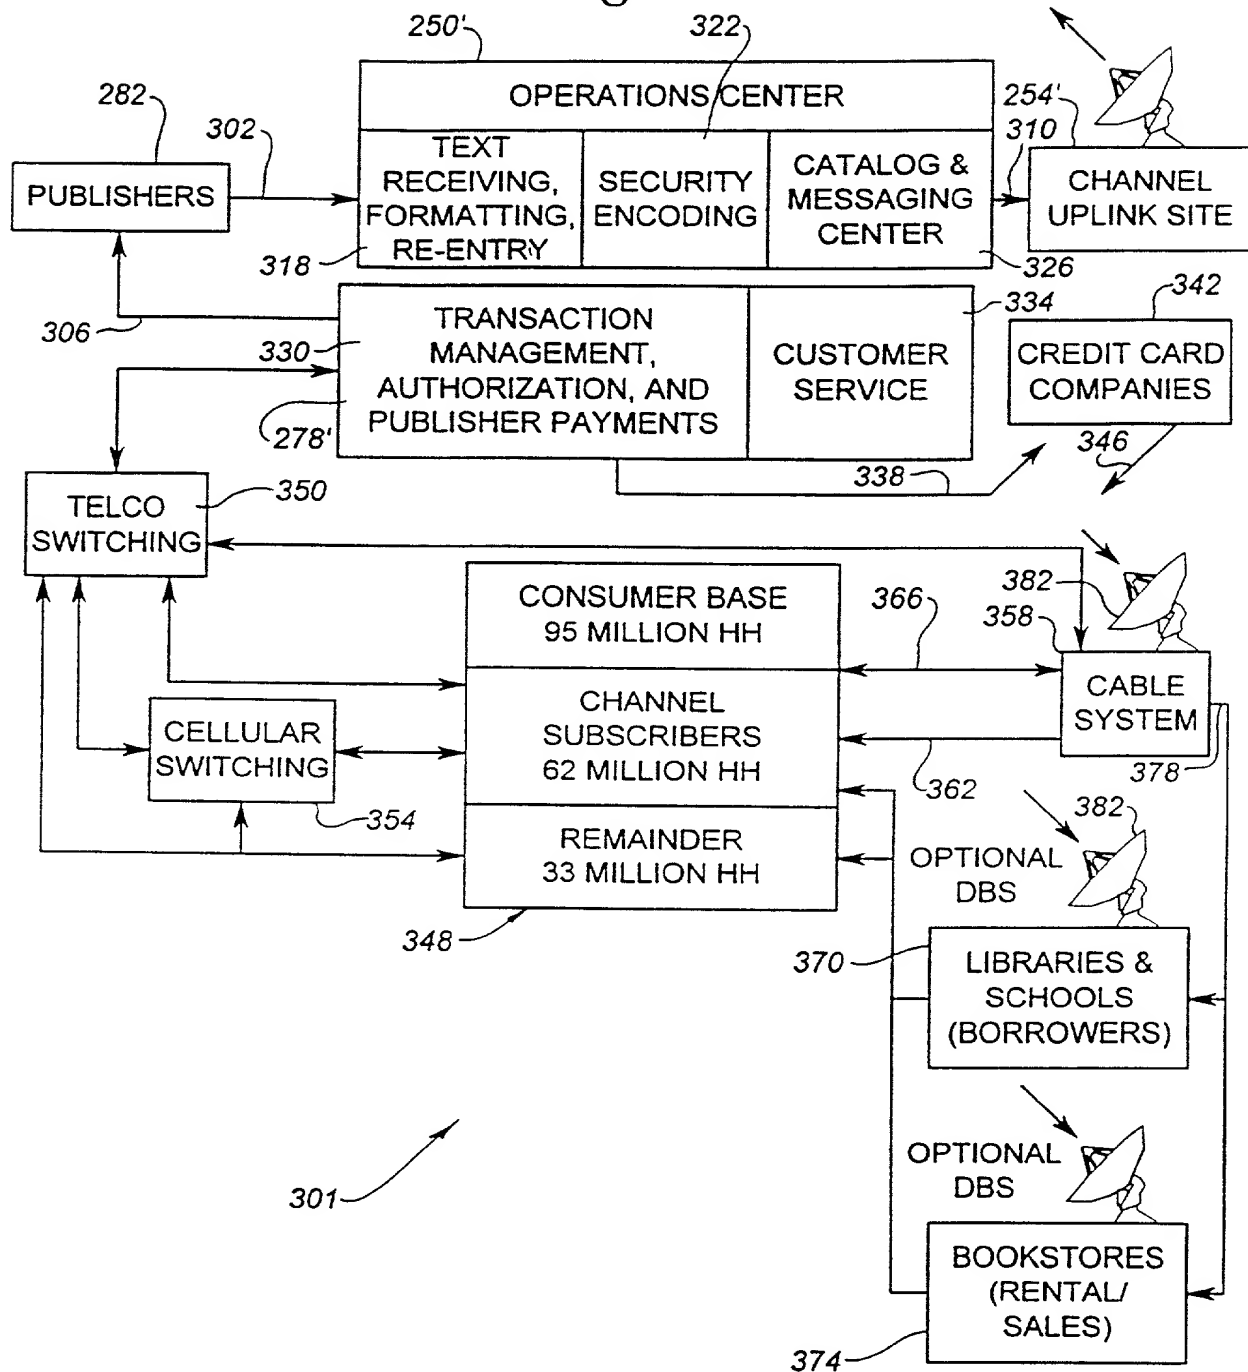 250'
322
282
302
OPERATIONS CENTER
254'
310
PUBLISHERS
TEXT
RECEIVING,
FORMATTING,
RE-ENTRY
318
SECURITY
ENCODING
CATALOG &
MESSAGING
CENTER
326
CHANNEL
UPLINK SITE
306
330
TRANSACTION
MANAGEMENT,
AUTHORIZATION, AND
PUBLISHER PAYMENTS
278'
334
CUSTOMER
SERVICE
342
CREDIT CARD
COMPANIES
346
338
TELCO
SWITCHING
350
CONSUMER BASE
95 MILLION HH
366
382
358
CHANNEL
SUBSCRIBERS
62 MILLION HH
CABLE
SYSTEM
CELLULAR
SWITCHING
354
362
378
REMAINDER
33 MILLION HH
348
382
OPTIONAL
DBS
370
LIBRARIES &
SCHOOLS
(BORROWERS)
301
OPTIONAL
DBS
BOOKSTORES
(RENTAL/
SALES)
374